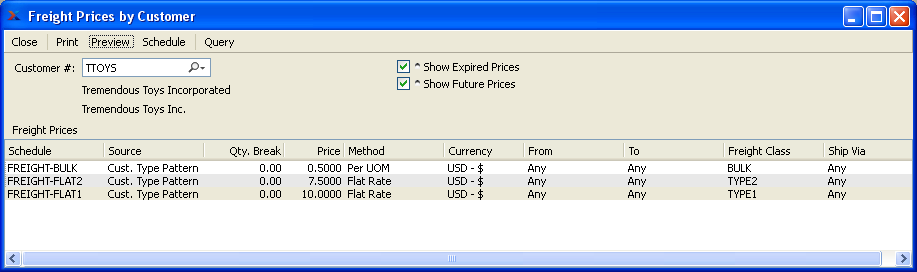 Freight Prices by Customer
Close Print Preview Schedule Query
Customer #: TTOYS ^ Show Expired Prices
Tremendous Toys Incorporated ^ Show Future Prices
Tremendous Toys Inc.
Freight Prices
Schedule Source Qty. Break Price Method Currency From To Freight Class Ship Via
FREIGHT-BULK Cust. Type Pattern 0.00 0.5000 Per UOM USD - $ Any Any BULK Any
FREIGHT-FLAT2 Cust. Type Pattern 0.00 7.5000 Flat Rate USD - $ Any Any TYPE2 Any
FREIGHT-FLAT1 Cust. Type Pattern 0.00 10.0000 Flat Rate USD - $ Any Any TYPE1 Any